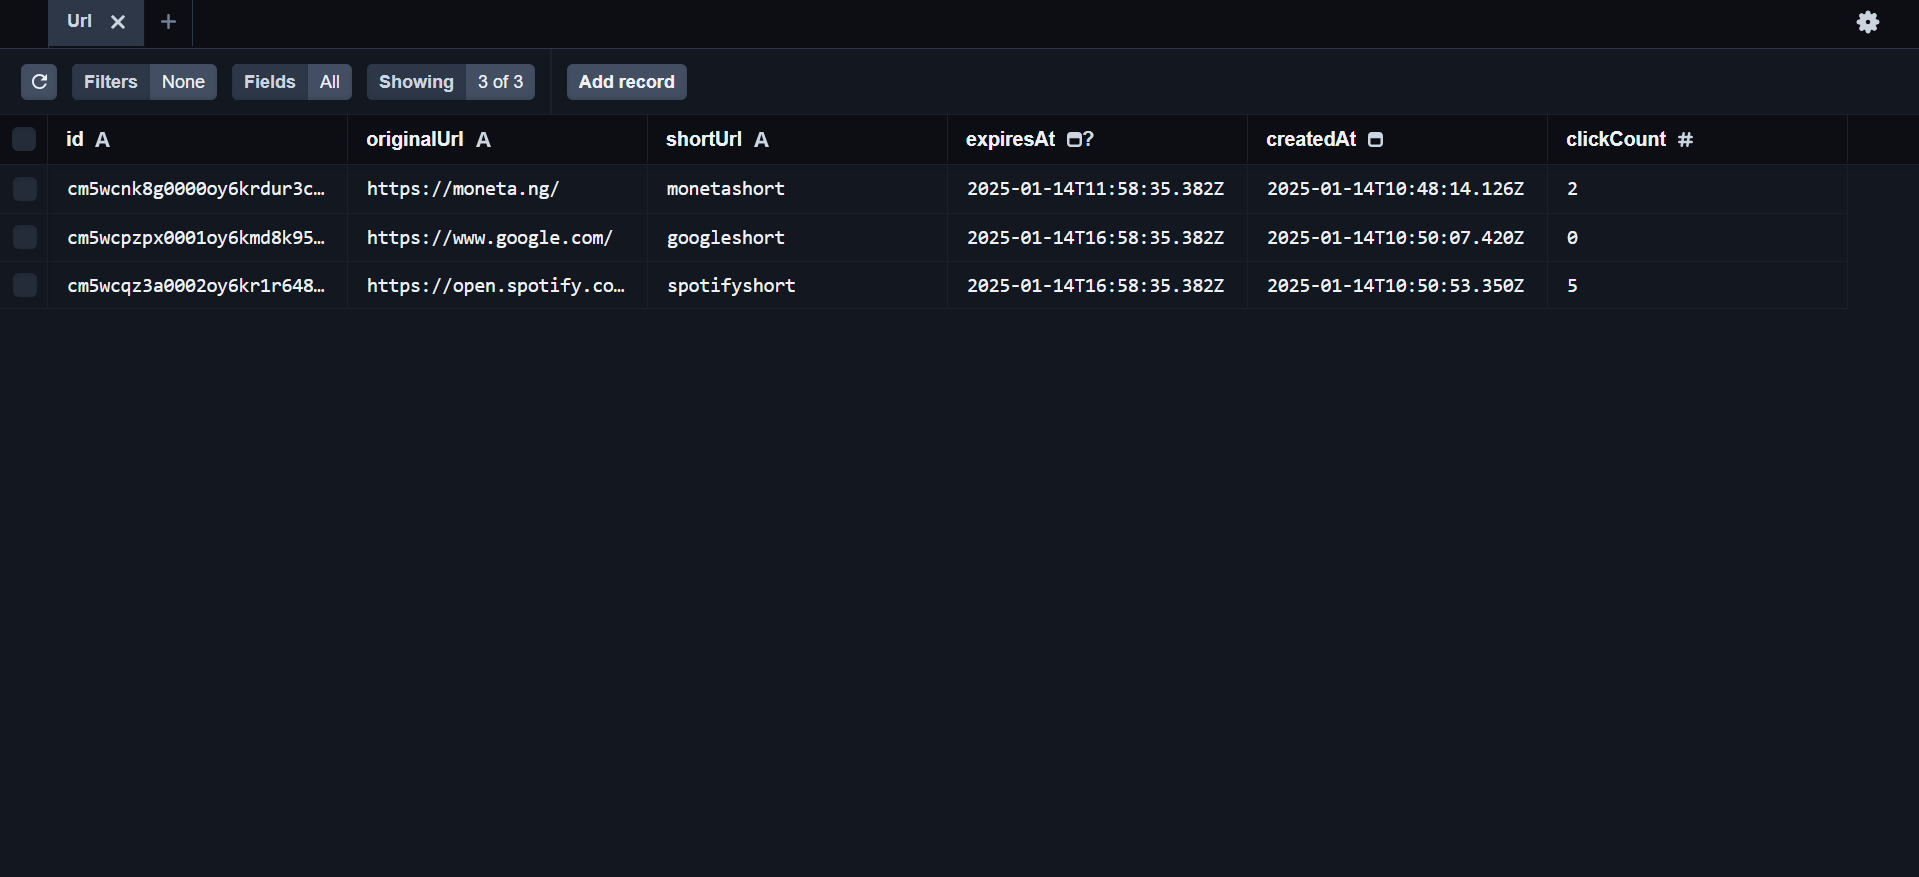 Url
Filters None Fields All Showing 3 of 3 Add record
id A originalUrl A shortUrl A expiresAt ? createdAt clickCount #
cm5wcnk8g0000oy6krdur3c… https://moneta.ng/ monetashort 2025-01-14T11:58:35.382Z 2025-01-14T10:48:14.126Z 2
cm5wcpzpx0001oy6kmd8k95… https://www.google.com/ googleshort 2025-01-14T16:58:35.382Z 2025-01-14T10:50:07.420Z 0
cm5wcqz3a0002oy6kr1r648… https://open.spotify.co… spotifyshort 2025-01-14T16:58:35.382Z 2025-01-14T10:50:53.350Z 5